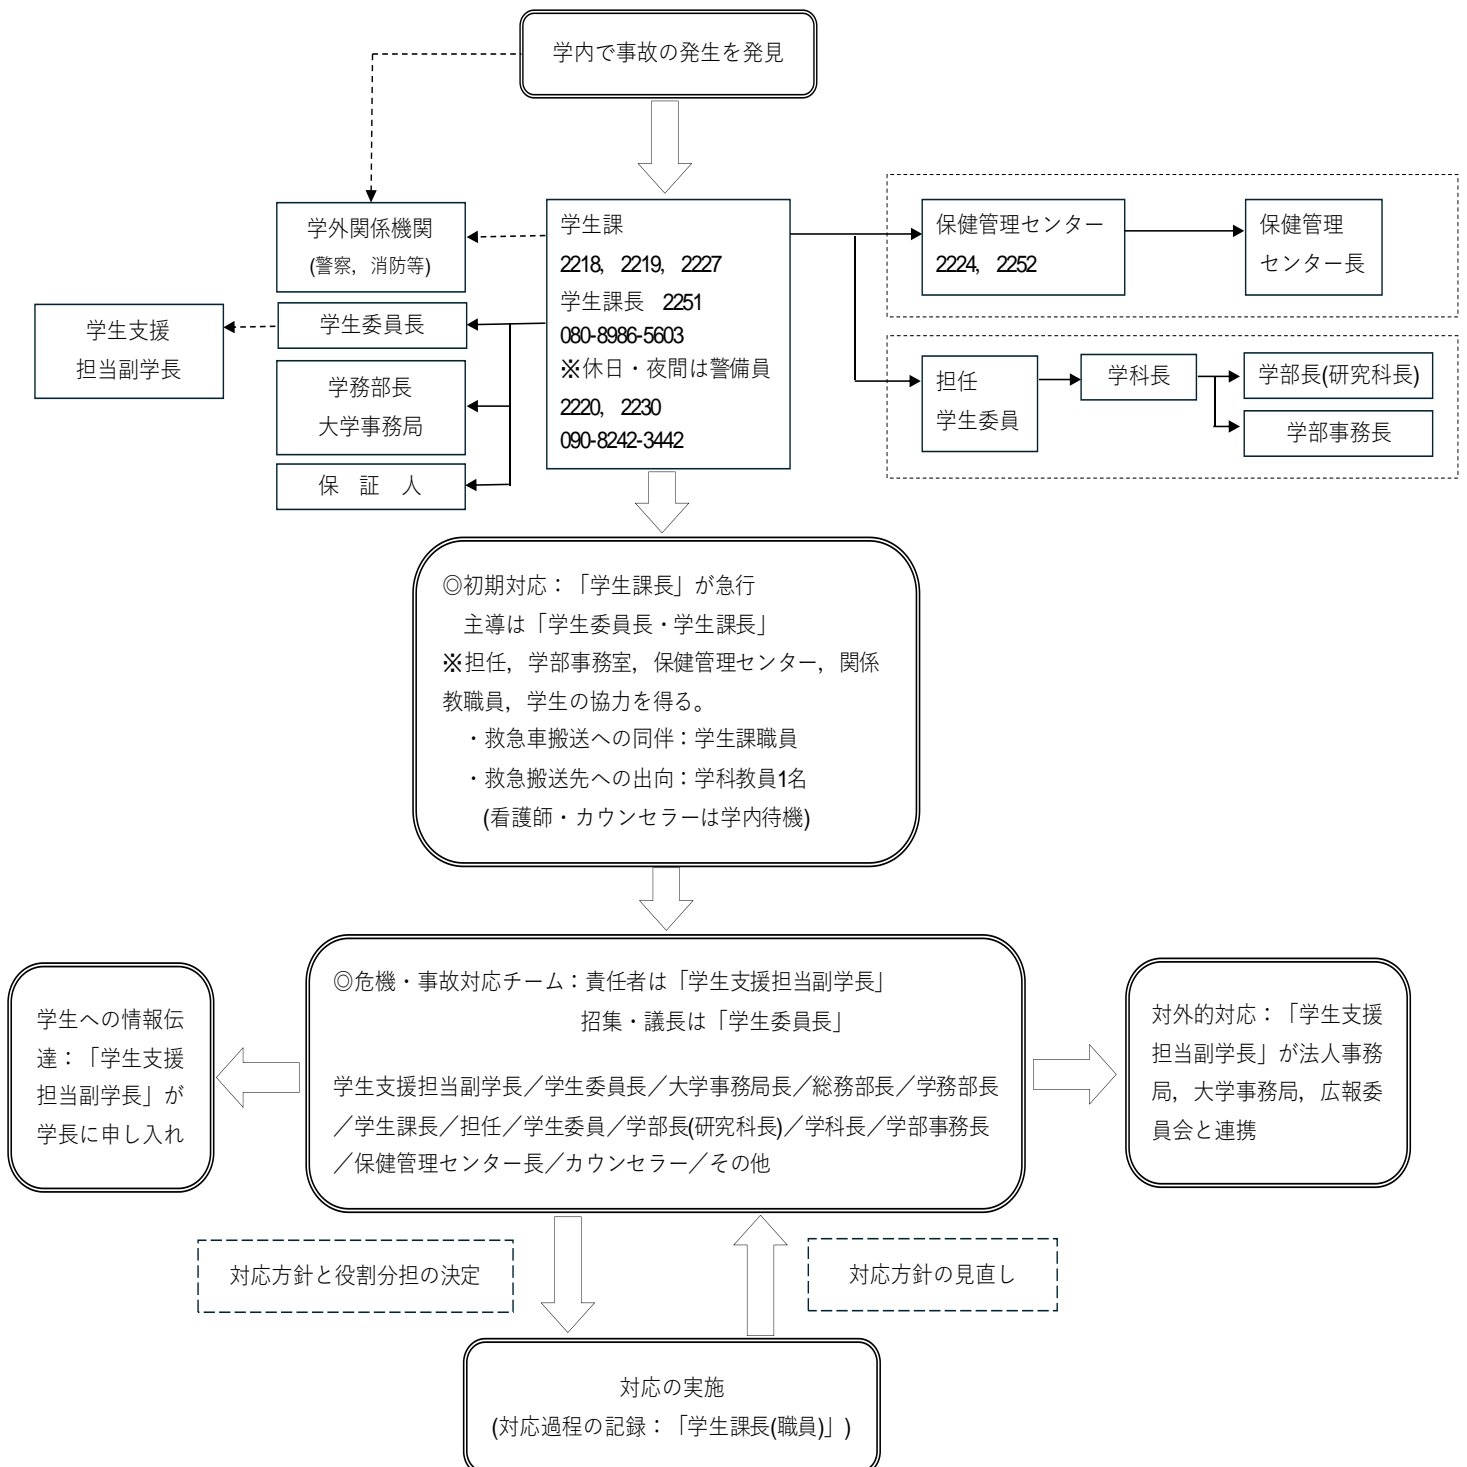 学内で事故の発生を発見
学外関係機関
(警察，消防等)
学生支援
担当副学長
学生委員長
学務部長
大学事務局
保　証　人
学生課
2218，2219，2227
学生課長　2251
080-8986-5603
※休日・夜間は警備員
2220，2230
090-8242-3442
保健管理センター
2224，2252
保健管理
センター長
担任
学生委員
学科長
学部長(研究科長)
学部事務長
◎初期対応：「学生課長」が急行
主導は「学生委員長・学生課長」
※担任，学部事務室，保健管理センター，関係
教職員，学生の協力を得る。
・救急車搬送への同伴：学生課職員
・救急搬送先への出向：学科教員1名
(看護師・カウンセラーは学内待機)
◎危機・事故対応チーム：責任者は「学生支援担当副学長」
招集・議長は「学生委員長」
学生支援担当副学長／学生委員長／大学事務局長／総務部長／学務部長
／学生課長／担任／学生委員／学部長(研究科長)／学科長／学部事務長
／保健管理センター長／カウンセラー／その他
学生への情報伝
達：「学生支援
担当副学長」が
学長に申し入れ
対外的対応：「学生支援
担当副学長」が法人事務
局，大学事務局，広報委
員会と連携
対応方針と役割分担の決定
対応方針の見直し
対応の実施
(対応過程の記録：「学生課長(職員)」)